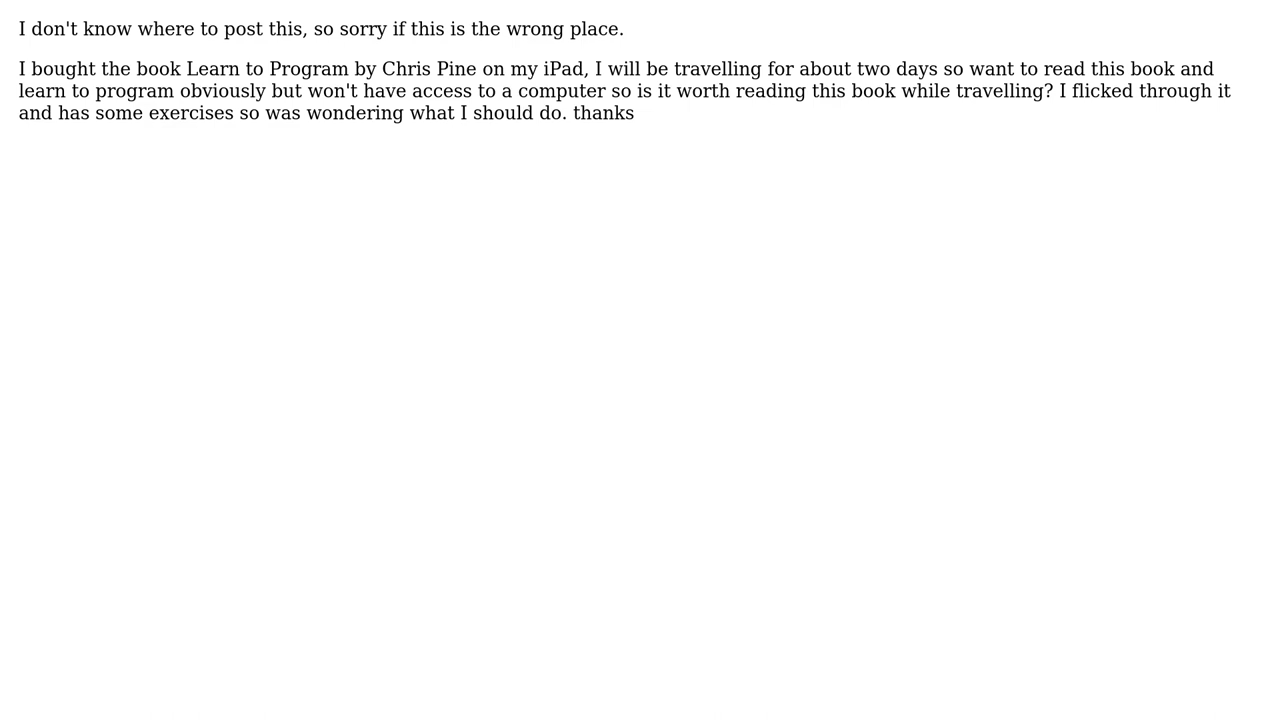 I don't know where to post this, so sorry if this is the wrong place.
I bought the book Learn to Program by Chris Pine on my iPad, I will be travelling for about two days so want to read this book and
learn to program obviously but won't have access to a computer so is it worth reading this book while travelling? I flicked through it
and has some exercises so was wondering what I should do. thanks